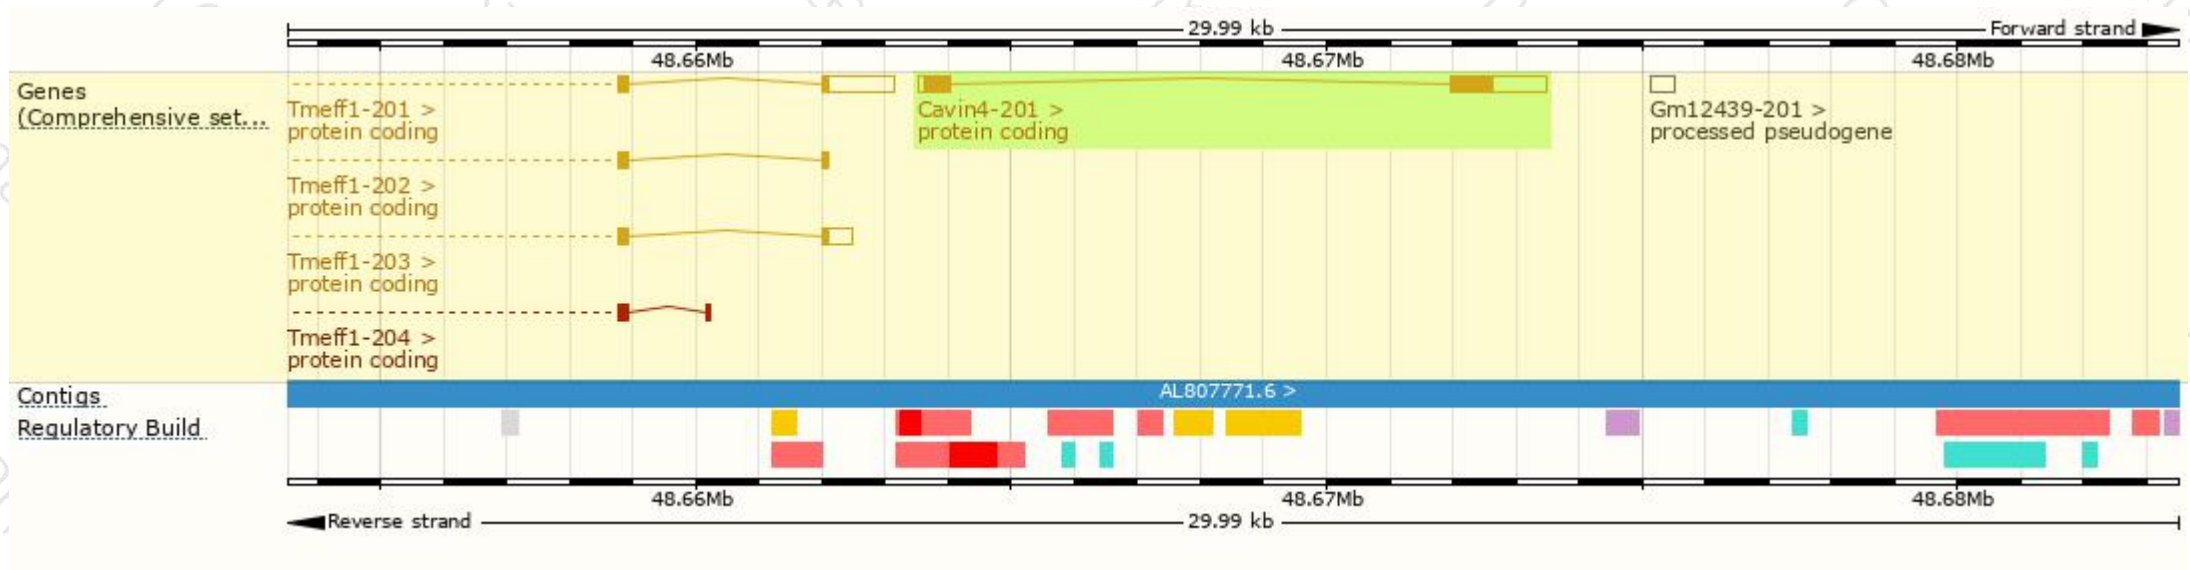 29.99 kb
Forward strand
48.66Mb 48.67Mb 48.68Mb
Genes
(Comprehensive set...
Tmeff1-201 >
protein coding
Cavin4-201 >
protein coding
Gm12439-201 >
processed pseudogene
Tmeff1-202 >
protein coding
Tmeff1-203 >
protein coding
Tmeff1-204 >
protein coding
Contigs
AL807771.6 >
Regulatory Build
48.66Mb 48.67Mb 48.68Mb
Reverse strand
29.99 kb